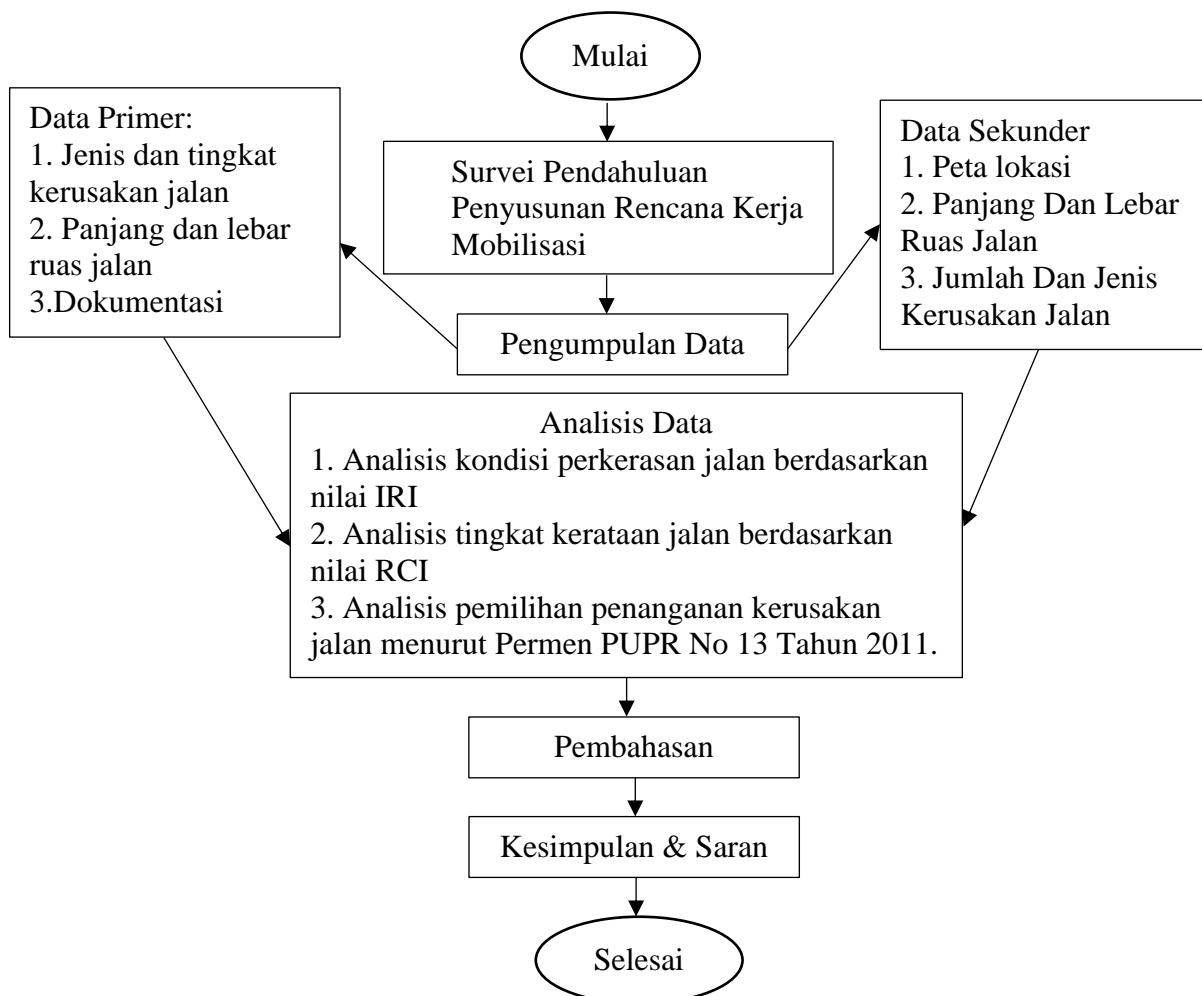 Mulai
Data Primer:
1. Jenis dan tingkat
kerusakan jalan
2. Panjang dan lebar
ruas jalan
3.Dokumentasi
Survei Pendahuluan
Penyusunan Rencana Kerja
Mobilisasi
Data Sekunder
1. Peta lokasi
2. Panjang Dan Lebar
Ruas Jalan
3. Jumlah Dan Jenis
Kerusakan Jalan
Pengumpulan Data
Analisis Data
1. Analisis kondisi perkerasan jalan berdasarkan
nilai IRI
2. Analisis tingkat kerataan jalan berdasarkan
nilai RCI
3. Analisis pemilihan penanganan kerusakan
jalan menurut Permen PUPR No 13 Tahun 2011.
Pembahasan
Kesimpulan & Saran
Selesai